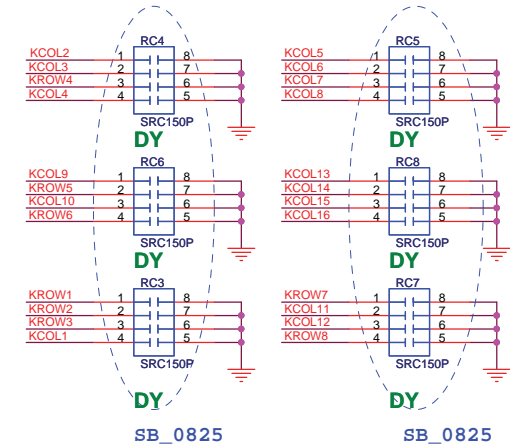 RC4
KCOL2 1 8
KCOL3 2 7
KROW4 3 6
KCOL4 4 5
SRC150P
DY
RC5
KCOL5 1 8
KCOL6 2 7
KCOL7 3 6
KCOL8 4 5
SRC150P
DY
RC6
KCOL9 1 8
KROW5 2 7
KCOL10 3 6
KROW6 4 5
SRC150P
DY
RC8
KCOL13 1 8
KCOL14 2 7
KCOL15 3 6
KCOL16 4 5
SRC150P
DY
RC3
KROW1 1 8
KROW2 2 7
KROW3 3 6
KCOL1 4 5
SRC150P
DY
RC7
KROW7 1 8
KCOL11 2 7
KCOL12 3 6
KROW8 4 5
SRC150P
DY
SB_0825
SB_0825